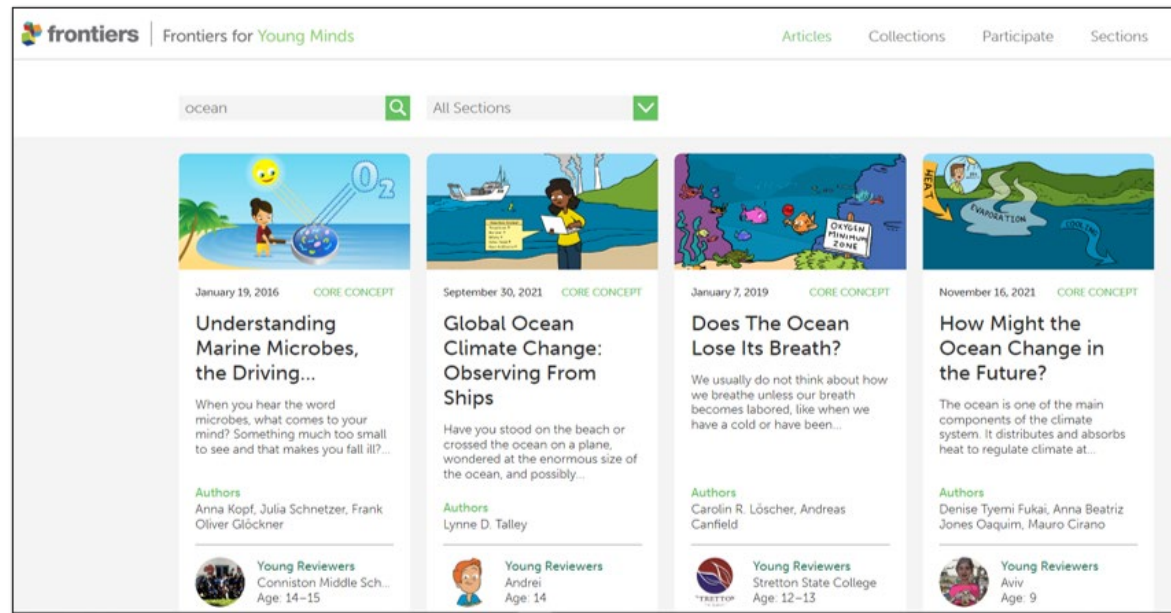 frontiers
Frontiers for Young Minds
Articles
Collections
Participate
Sections
ocean
All Sections
O2
OXYGEN
MINIMUM
ZONE
HEAT
EVAPORATION
January 19, 2016
CORE CONCEPT
Understanding
Marine Microbes,
the Driving...
When you hear the word
microbes, what comes to your
mind? Something much too small
to see and that makes you fall ill?...
Authors
Anna Kopf, Julia Schnetzer, Frank
Oliver Glöckner
Young Reviewers
Conniston Middle Sch...
Age: 14–15
September 30, 2021
CORE CONCEPT
Global Ocean
Climate Change:
Observing From
Ships
Have you stood on the beach or
crossed the ocean on a plane,
wondered at the enormous size of
the ocean, and possibly...
Authors
Lynne D. Talley
Young Reviewers
Andrei
Age: 14
January 7, 2019
CORE CONCEPT
Does The Ocean
Lose Its Breath?
We usually do not think about how
we breathe unless our breath
becomes labored, like when we
have a cold or have been...
Authors
Carolin R. Löscher, Andreas
Canfield
Young Reviewers
Stretton State College
Age: 12–13
November 16, 2021
CORE CONCEPT
How Might the
Ocean Change in
the Future?
The ocean is one of the main
components of the climate
system. It distributes and absorbs
heat to regulate climate at...
Authors
Denise Tyemi Fukai, Anna Beatriz
Jones Oaquim, Mauro Cirano
Young Reviewers
Aviv
Age: 9